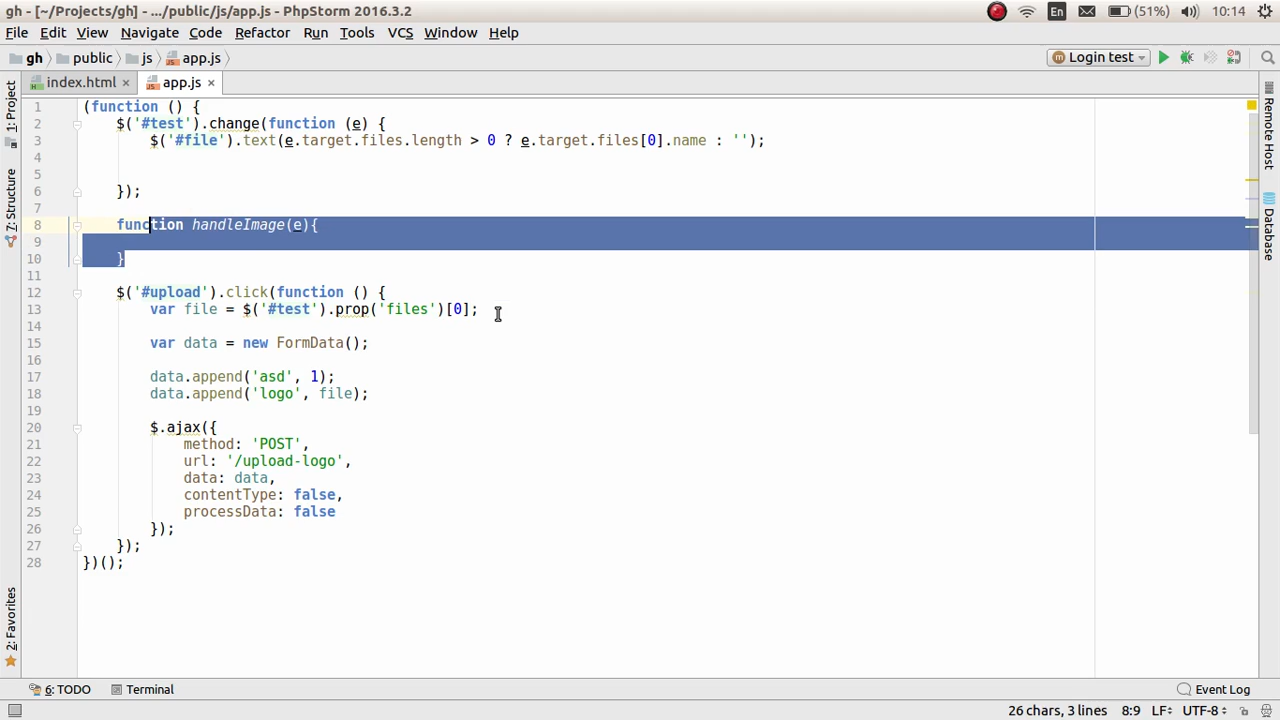 gh - [~/Projects/gh] - .../public/js/app.js - PhpStorm 2016.3.2
En (51%) 10:14
File Edit View Navigate Code Refactor Run Tools VCS Window Help
gh public js app.js Login test
index.html × app.js ×
1: Project
7: Structure
2: Favorites
Remote Host
Database
1 (function () {
2 $('#test').change(function (e) {
3 $('#file').text(e.target.files.length > 0 ? e.target.files[0].name : '');
4
5
6 });
7
8 function handleImage(e){
9
10 }
11
12 $('#upload').click(function () {
13 var file = $('#test').prop('files')[0];
14
15 var data = new FormData();
16
17 data.append('asd', 1);
18 data.append('logo', file);
19
20 $.ajax({
21 method: 'POST',
22 url: '/upload-logo',
23 data: data,
24 contentType: false,
25 processData: false
26 });
27 });
28 })();
6: TODO Terminal Event Log
26 chars, 3 lines 8:9 LF÷ UTF-8÷